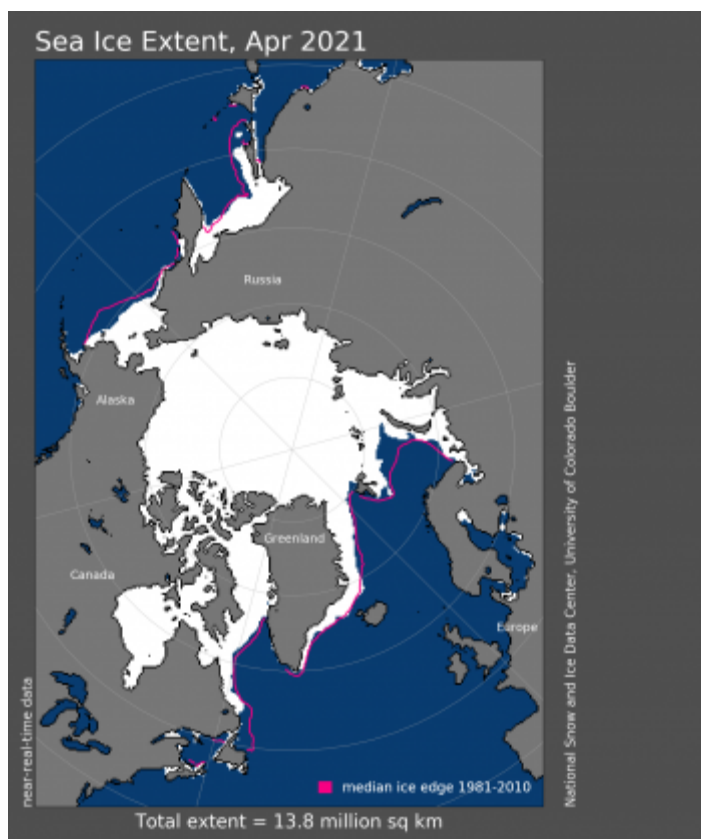 Sea Ice Extent, Apr 2021
Russia
Alaska
Greenland
Canada
Europe
near-real-time data
National Snow and Ice Data Center, University of Colorado Boulder
median ice edge 1981-2010
Total extent = 13.8 million sq km